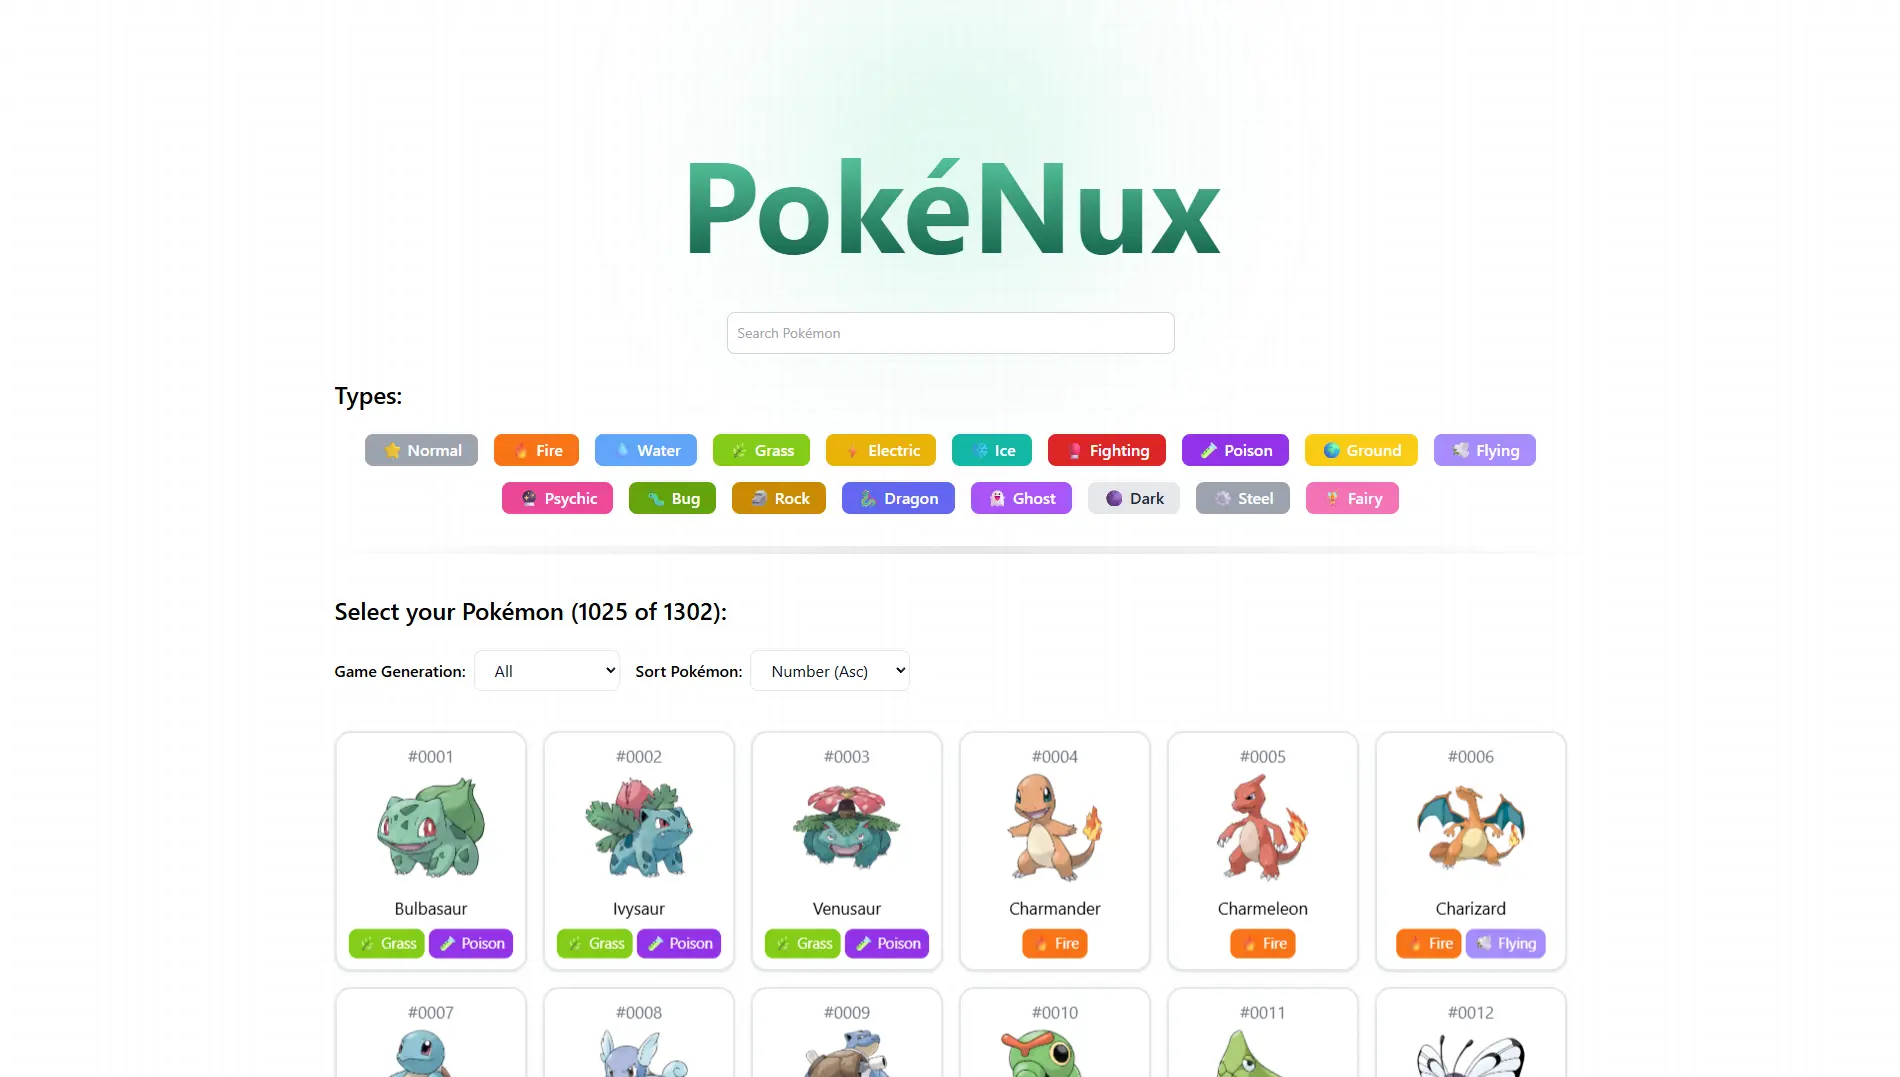 PokéNux
Search Pokémon
Types:
Normal Fire Water Grass Electric Ice Fighting Poison Ground Flying
Psychic Bug Rock Dragon Ghost Dark Steel Fairy
Select your Pokémon (1025 of 1302):
Game Generation: All Sort Pokémon: Number (Asc)
#0001 #0002 #0003 #0004 #0005 #0006
Bulbasaur Ivysaur Venusaur Charmander Charmeleon Charizard
Grass Poison Grass Poison Grass Poison Fire Fire Fire Flying
#0007 #0008 #0009 #0010 #0011 #0012